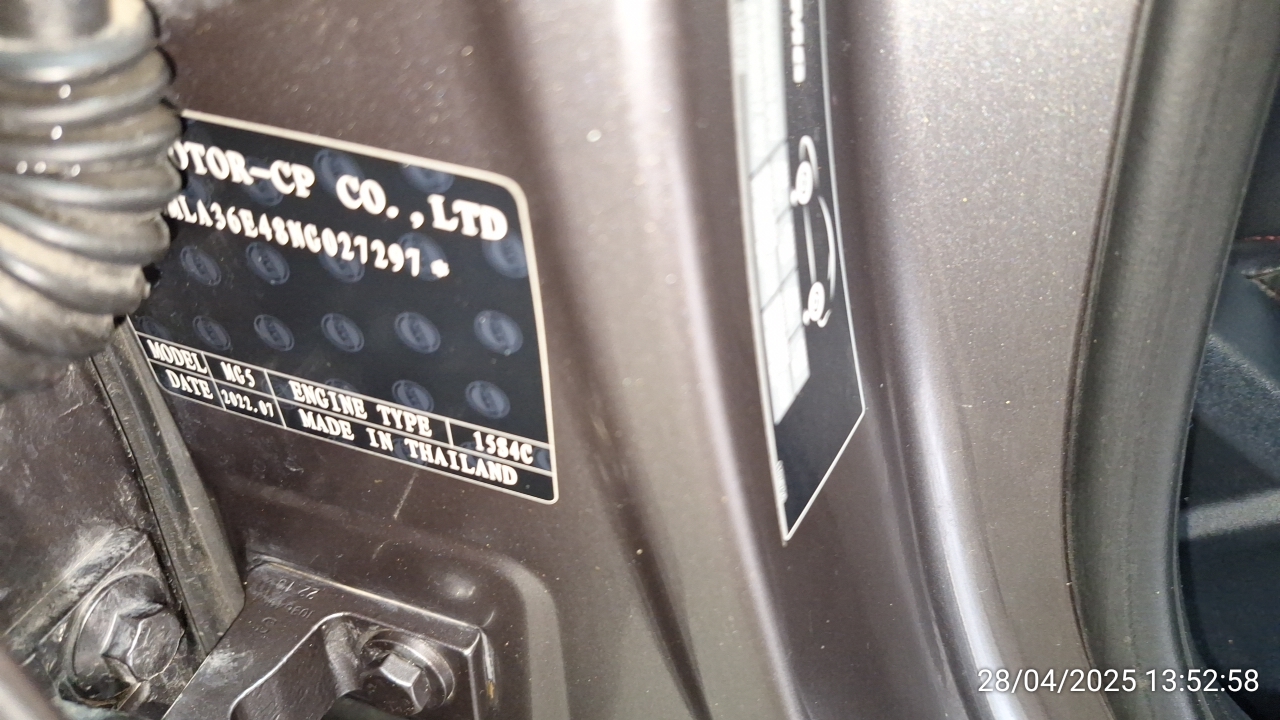 OTOR-CP CO.,LTD
MLA36E48NG027297*
MODEL MG5 ENGINE TYPE 15S4C
DATE 2022.07 MADE IN THAILAND
28/04/2025 13:52:58